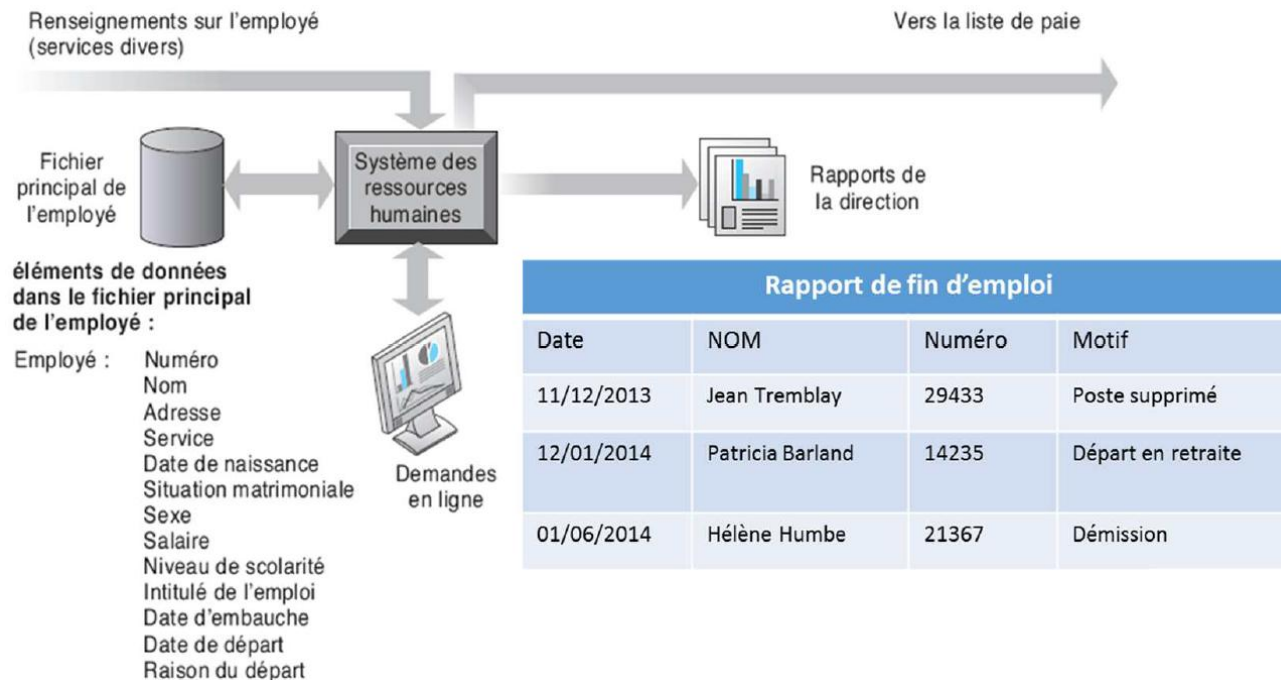 Renseignements sur l'employé
(services divers)
Vers la liste de paie
Fichier
principal de
l'employé
Système des
ressources
humaines
Rapports de
la direction
éléments de données
dans le fichier principal
de l'employé :
Employé :
Numéro
Nom
Adresse
Service
Date de naissance
Situation matrimoniale
Sexe
Salaire
Niveau de scolarité
Intitulé de l'emploi
Date d'embauche
Date de départ
Raison du départ
Demandes
en ligne
Rapport de fin d'emploi
Date NOM Numéro Motif
11/12/2013 Jean Tremblay 29433 Poste supprimé
12/01/2014 Patricia Barland 14235 Départ en retraite
01/06/2014 Hélène Humbe 21367 Démission